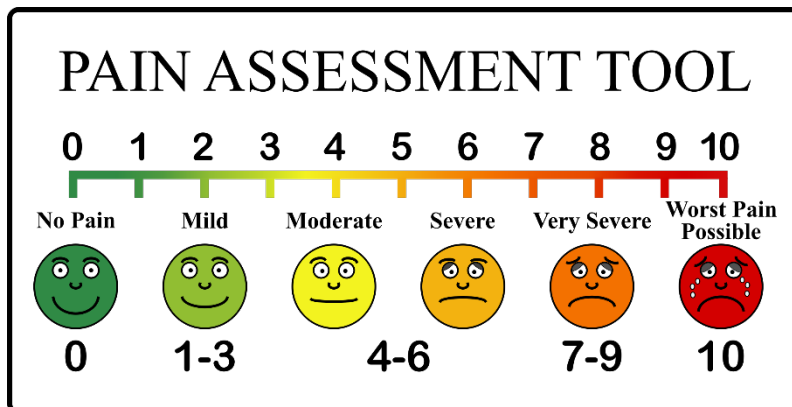 PAIN ASSESSMENT TOOL
0 1 2 3 4 5 6 7 8 9 10
No Pain Mild Moderate Severe Very Severe Worst Pain
Possible
0 1-3 4-6 7-9 10